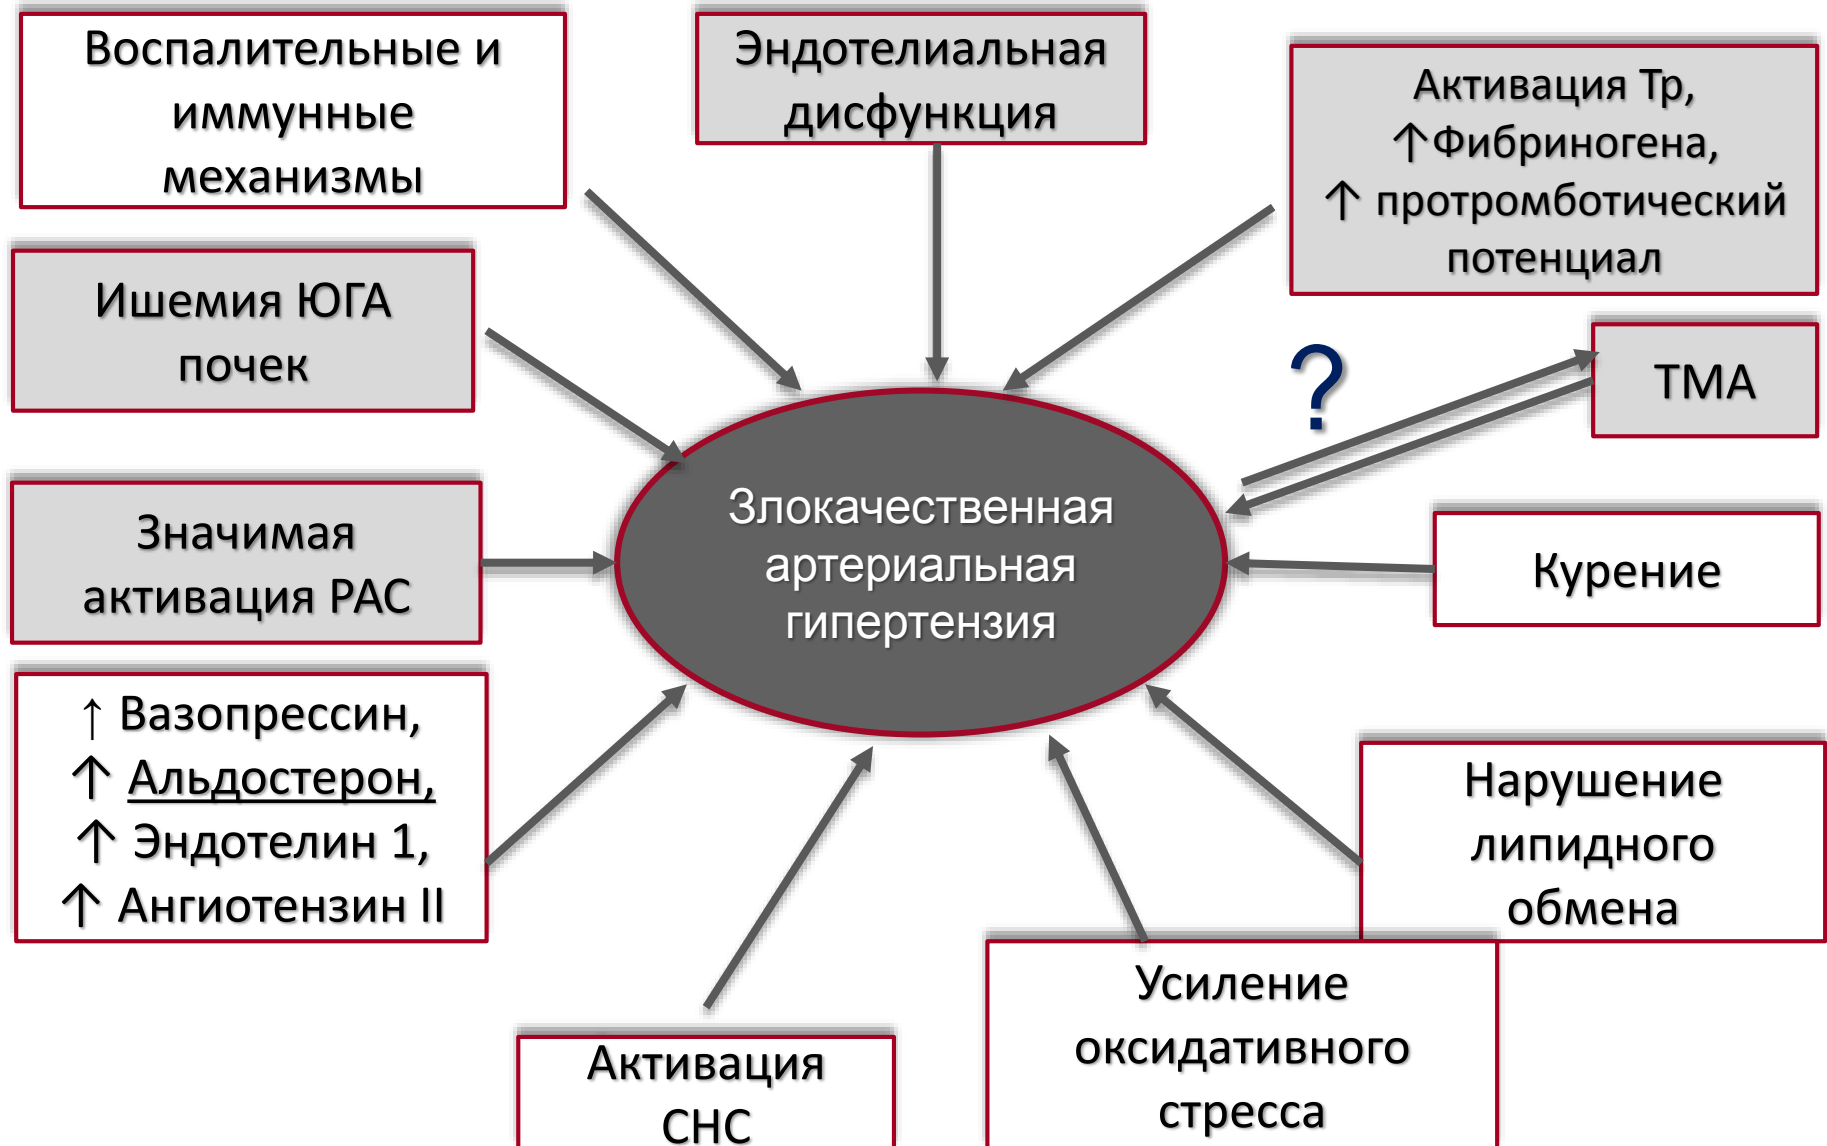 Воспалительные и
иммунные
механизмы
Эндотелиальная
дисфункция
Активация Тр,
↑Фибриногена,
↑ протромботический
потенциал
Ишемия ЮГА
почек
?
ТМА
Значимая
активация РАС
Злокачественная
артериальная
гипертензия
Курение
↑ Вазопрессин,
↑ Альдостерон,
↑ Эндотелин 1,
↑ Ангиотензин II
Нарушение
липидного
обмена
Усиление
оксидативного
стресса
Активация
СНС